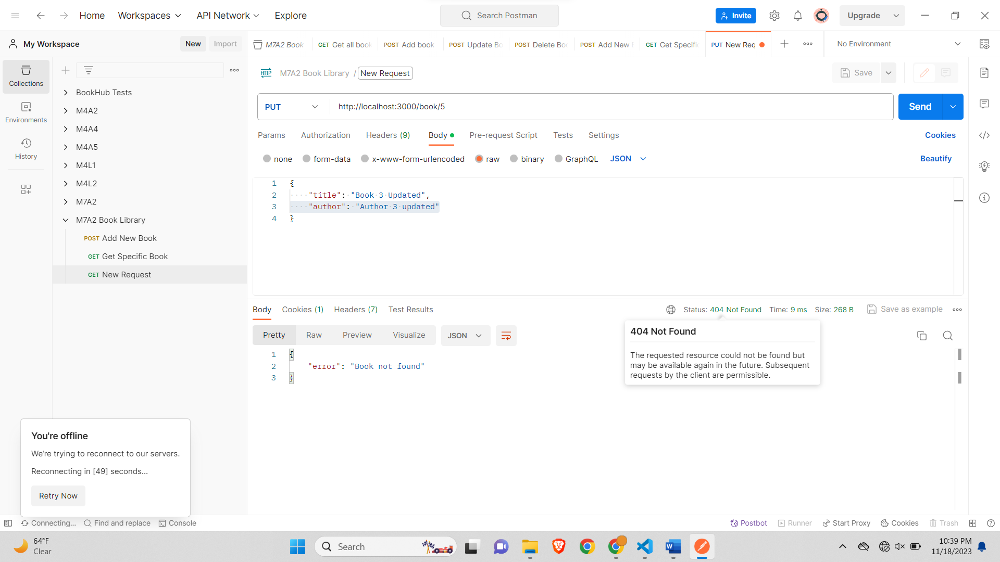 Home
Workspaces
API Network
Explore
Search Postman
Invite
Upgrade
My Workspace
New
Import
M7A2 Book
GET Get all book
POST Add book
POST Update Bo
POST Delete Boo
POST Add New
GET Get Specific
PUT New Req
No Environment
Collections
Environments
History
BookHub Tests
M4A2
M4A4
M4A5
M4L1
M4L2
M7A2
M7A2 Book Library
POST Add New Book
GET Get Specific Book
GET New Request
HTTP
M7A2 Book Library / New Request
Save
PUT
http://localhost:3000/book/5
Send
Params
Authorization
Headers (9)
Body
Pre-request Script
Tests
Settings
Cookies
none
form-data
x-www-form-urlencoded
raw
binary
GraphQL
JSON
Beautify
1 {
2 "title": "Book 3 Updated",
3 "author": "Author 3 updated"
4 }
Body
Cookies (1)
Headers (7)
Test Results
Status: 404 Not Found
Time: 9 ms
Size: 268 B
Save as example
Pretty
Raw
Preview
Visualize
JSON
1 {
2 "error": "Book not found"
3 }
404 Not Found
The requested resource could not be found but
may be available again in the future. Subsequent
requests by the client are permissible.
You're offline
We’re trying to reconnect to our servers.
Reconnecting in [49] seconds...
Retry Now
Connecting...
Find and replace
Console
Postbot
Runner
Start Proxy
Cookies
Trash
64°F
Clear
Search
10:39 PM
11/18/2023